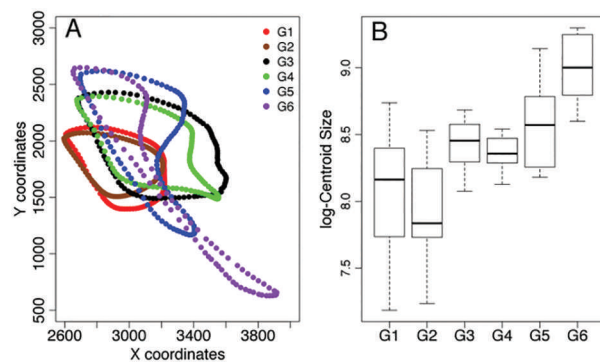 A
G1
G2
G3
G4
G5
G6
Y coordinates
3000
2500
2000
1500
1000
500
2600 3000 3400 3800
X coordinates
B
log-Centroid Size
9.0
8.5
8.0
7.5
G1 G2 G3 G4 G5 G6